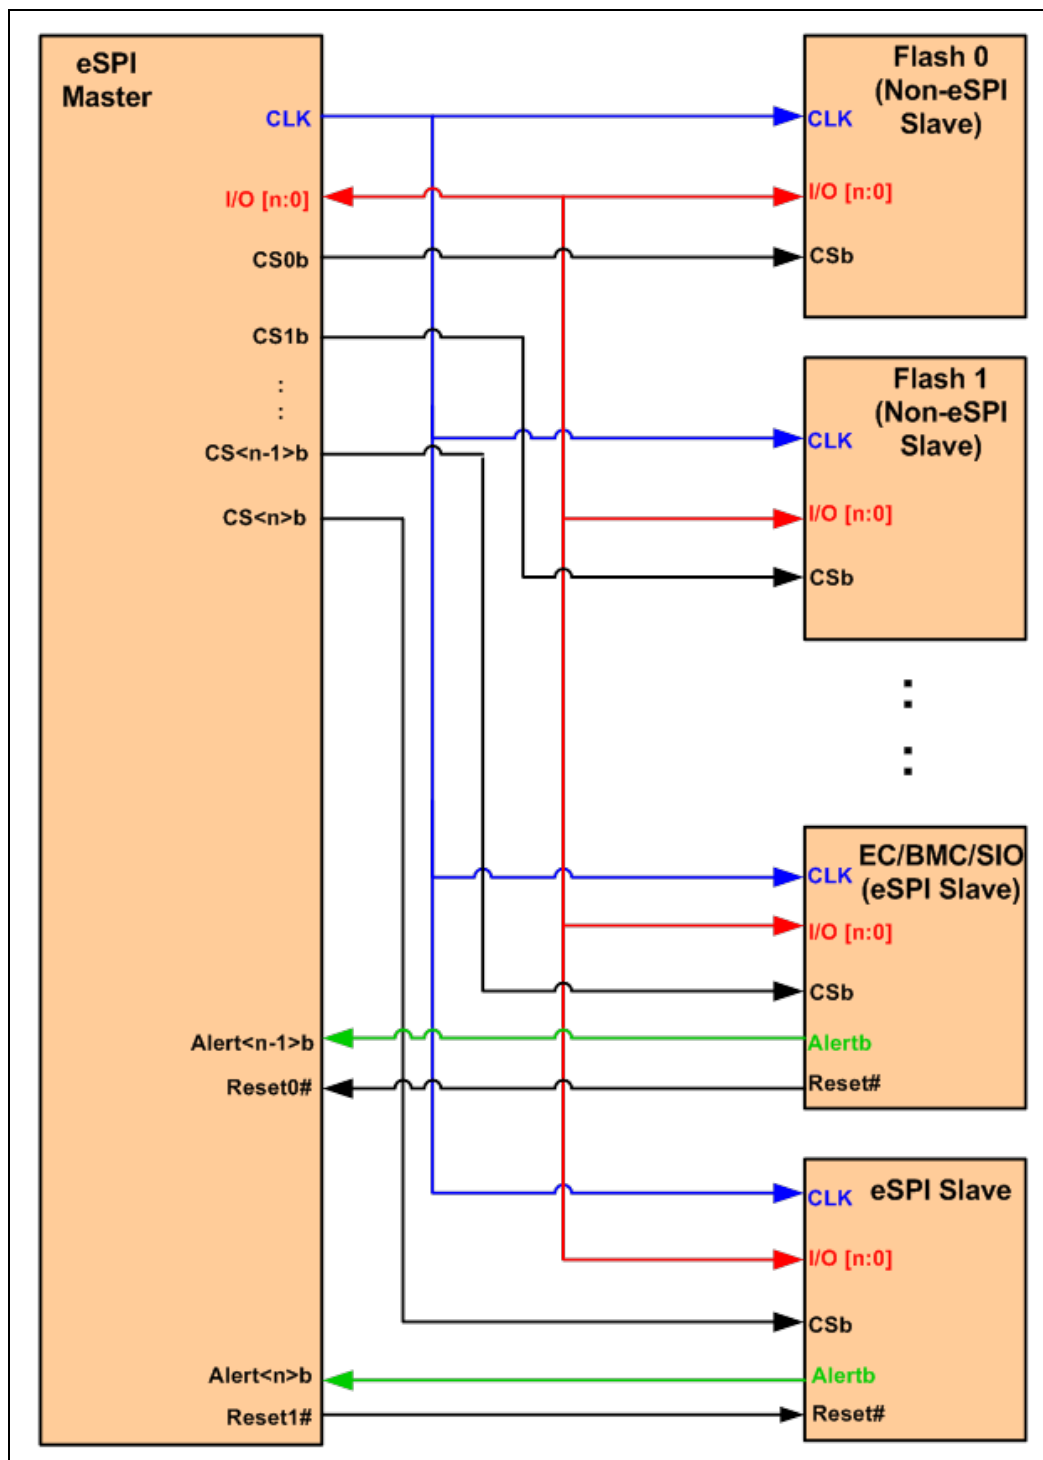 eSPI
Master
CLK
I/O [n:0]
CS0b
CS1b
:
:
CS<n-1>b
CS<n>b
Alert<n-1>b
Reset0#
Alert<n>b
Reset1#
Flash 0
(Non-eSPI
Slave)
CLK
I/O [n:0]
CSb
Flash 1
(Non-eSPI
Slave)
CLK
I/O [n:0]
CSb
:
:
EC/BMC/SIO
(eSPI Slave)
CLK
I/O [n:0]
CSb
Alertb
Reset#
eSPI Slave
CLK
I/O [n:0]
CSb
Alertb
Reset#